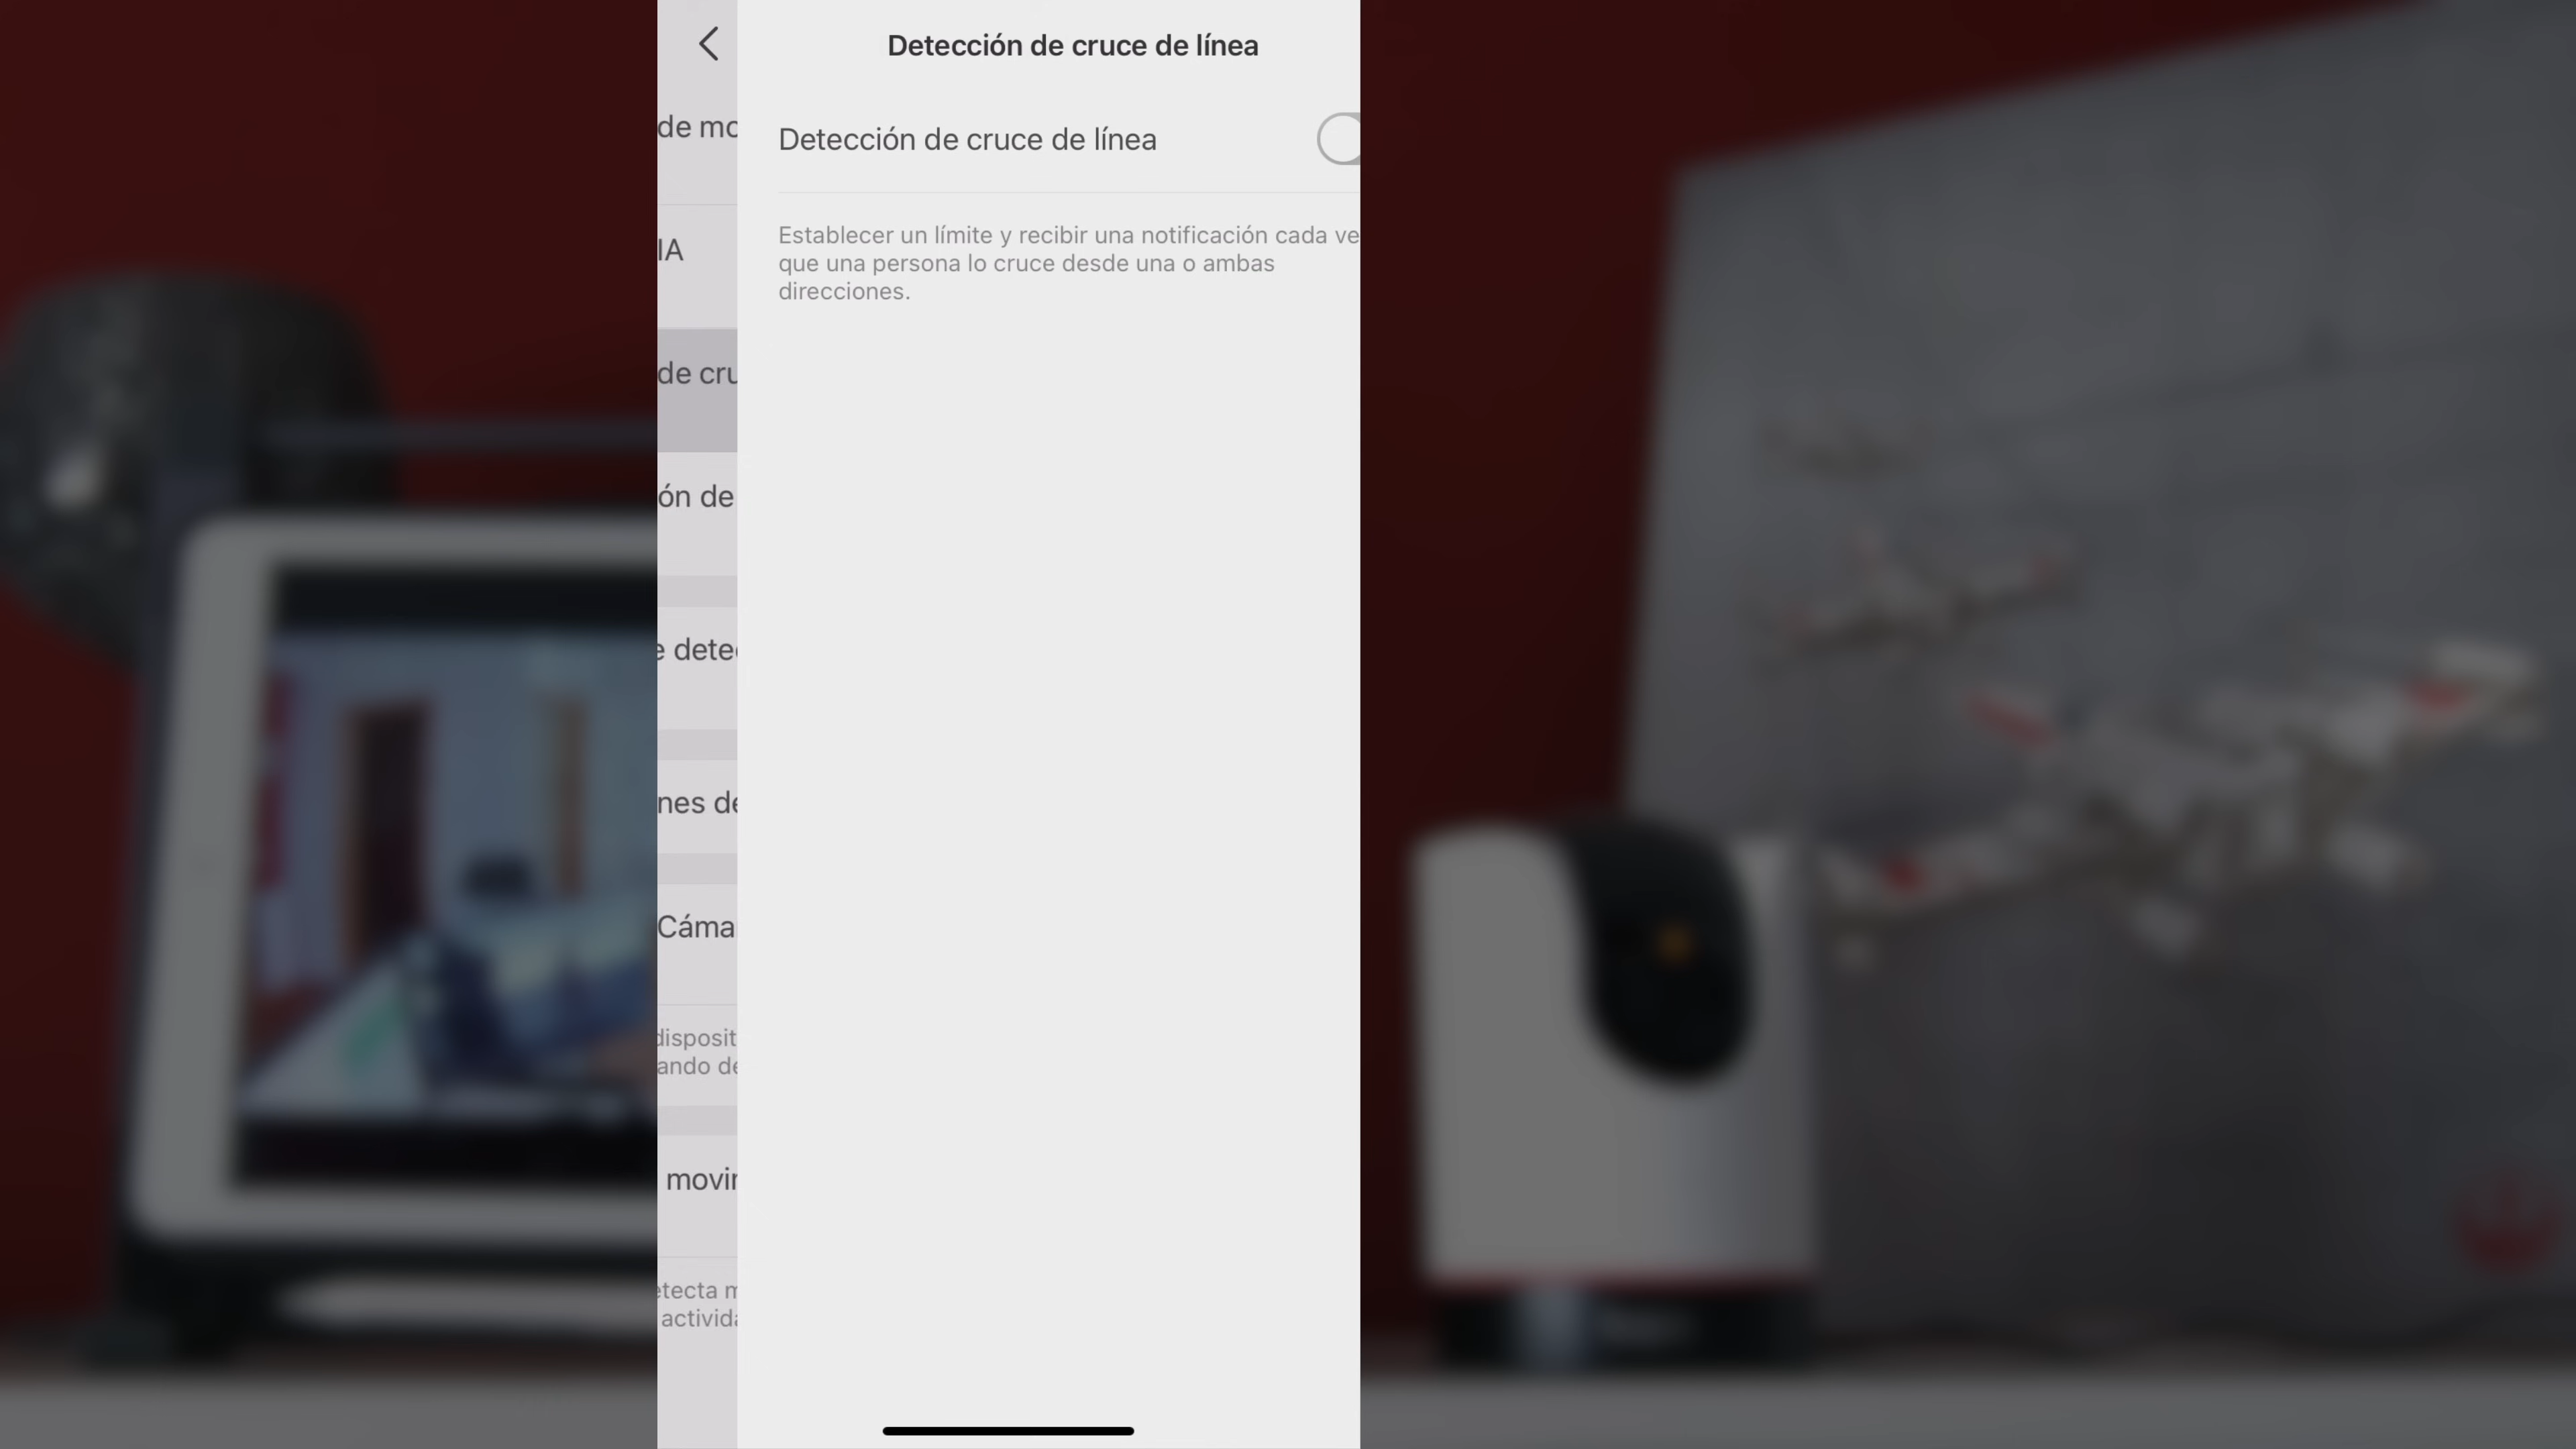 Detección de cruce de línea
Detección de cruce de línea
Establecer un límite y recibir una notificación cada ve
que una persona lo cruce desde una o ambas
direcciones.
de mo
IA
de cru
ón de
e detec
nes de
Cáma
disposit
ando de
movir
etecta m
activida